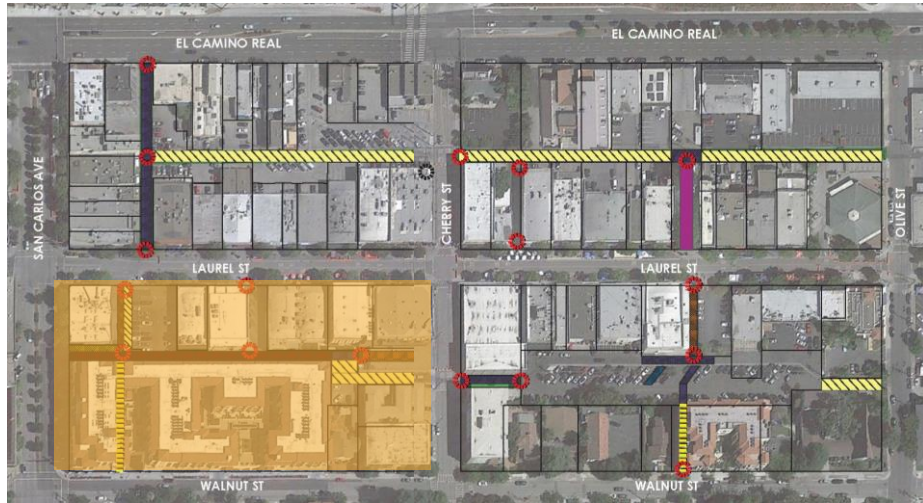 EL CAMINO REAL
EL CAMINO REAL
SAN CARLOS AVE
CHERRY ST
OLIVE ST
LAUREL ST
LAUREL ST
WALNUT ST
WALNUT ST